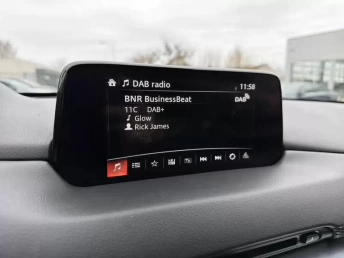 DAB radio
11:58
BNR BusinessBeat
DAB
11C DAB+
Glow
Rick James